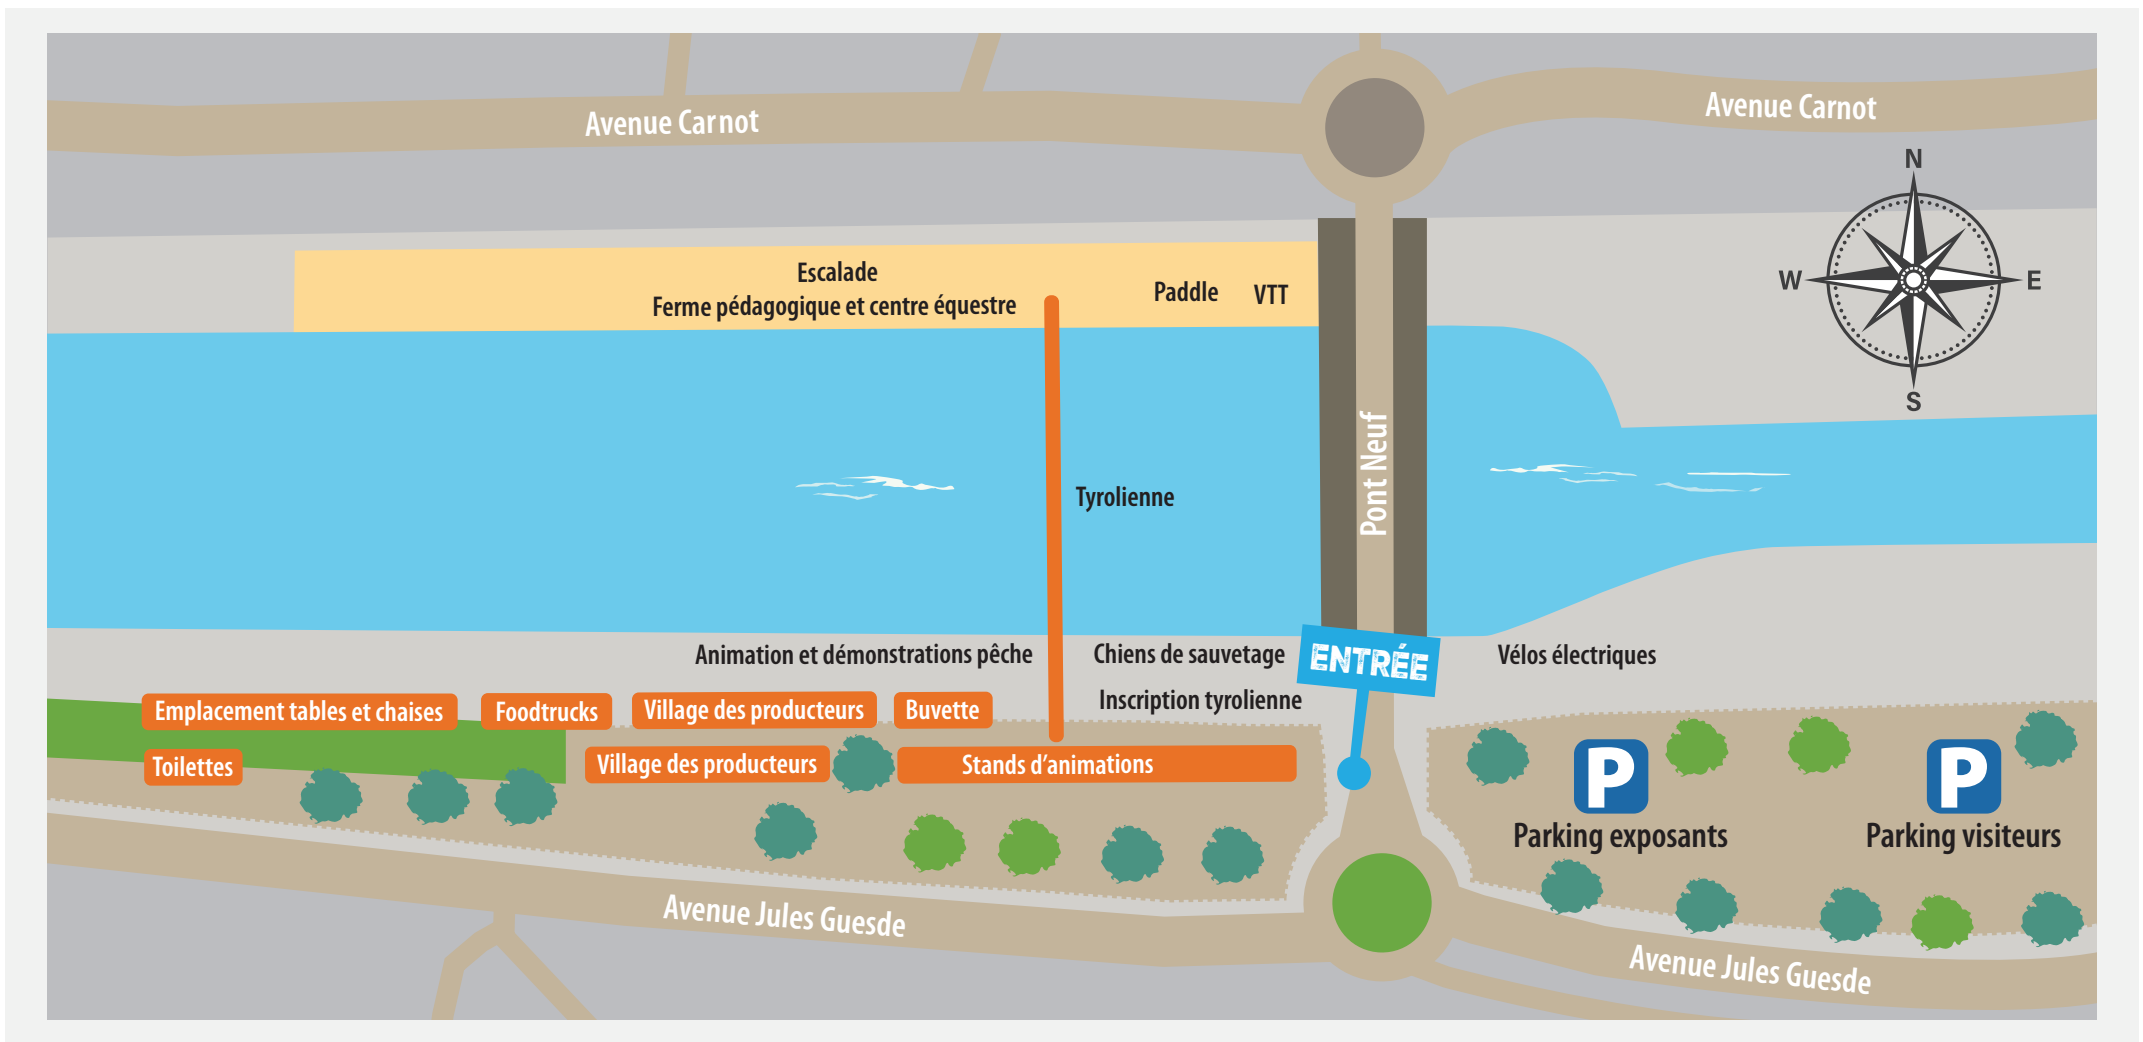 Avenue Carnot
Avenue Carnot
N
W
E
S
Escalade
Ferme pédagogique et centre équestre
Paddle
VTT
Tyrolienne
Pont Neuf
Animation et démonstrations pêche
Chiens de sauvetage
ENTRÉE
Vélos électriques
Inscription tyrolienne
Emplacement tables et chaises
Foodtrucks
Village des producteurs
Buvette
Toilettes
Village des producteurs
Stands d'animations
P
Parking exposants
P
Parking visiteurs
Avenue Jules Guesde
Avenue Jules Guesde